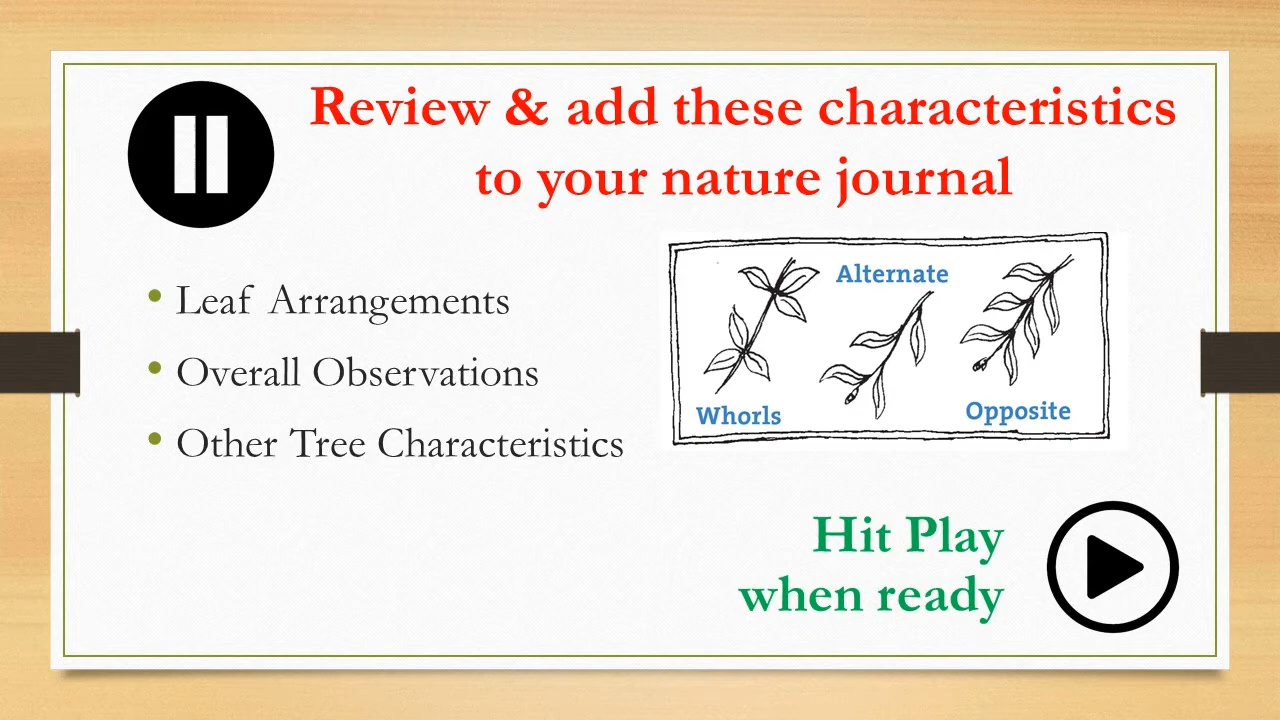 Review & add these characteristics
to your nature journal
• Leaf Arrangements
• Overall Observations
• Other Tree Characteristics
Alternate
Whorls
Opposite
Hit Play
when ready